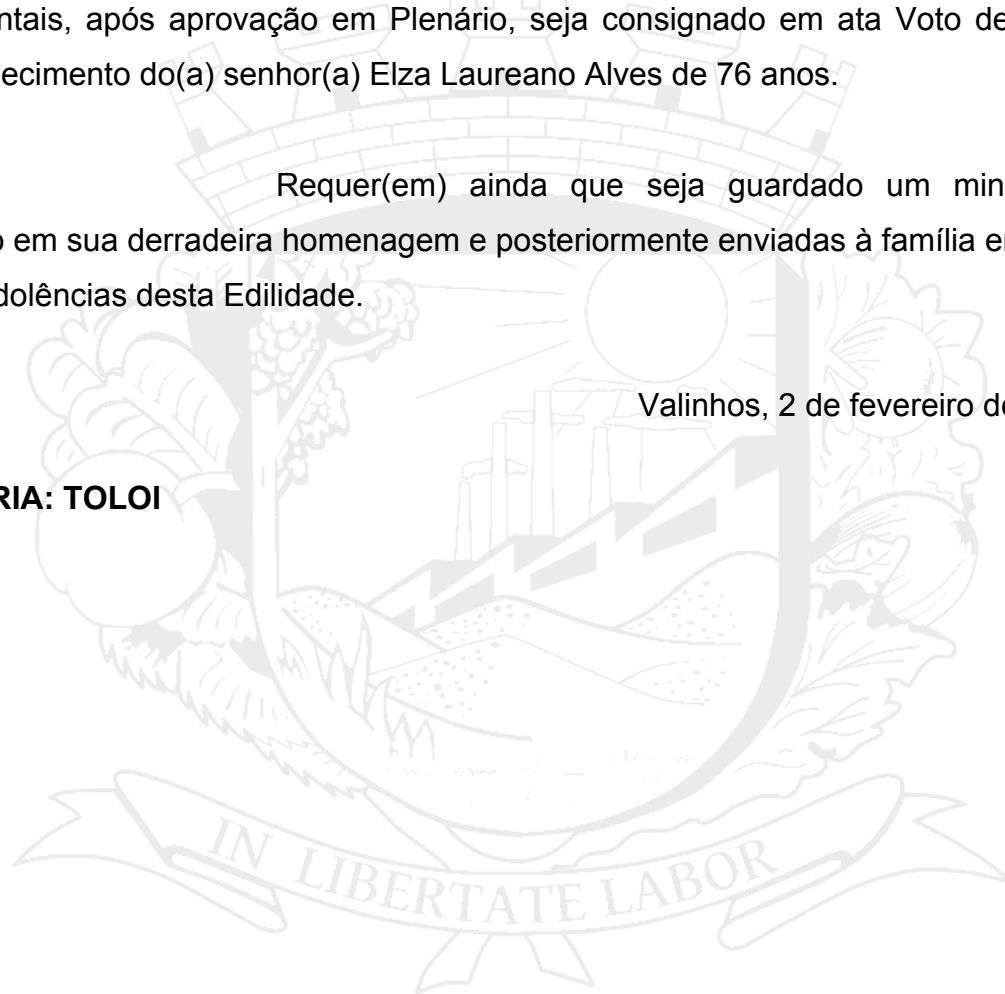 ntais, após aprovação em Plenário, seja consignado em ata Voto de
ecimento do(a) senhor(a) Elza Laureano Alves de 76 anos.
Requer(em) ainda que seja guardado um min
o em sua derradeira homenagem e posteriormente enviadas à família e
dolências desta Edilidade.
Valinhos, 2 de fevereiro d
RIA: TOLOI
IN LIBERTATE LABOR